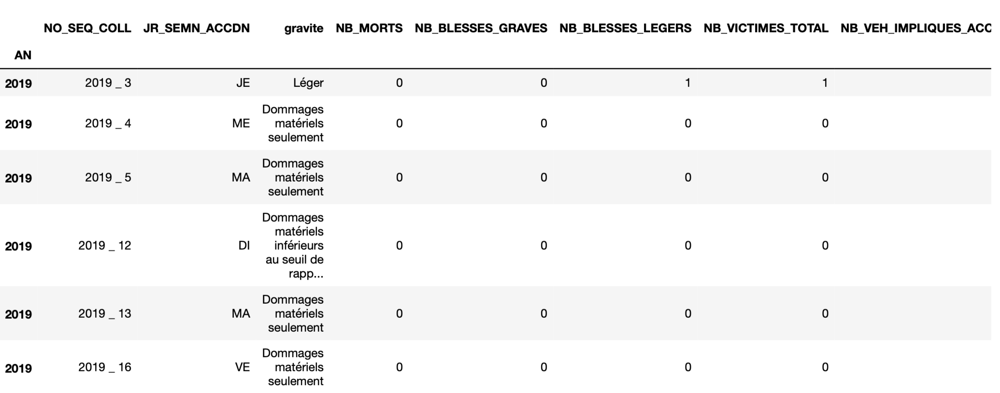 NO_SEQ_COLL JR_SEMN_ACCDN gravite NB_MORTS NB_BLESSES_GRAVES NB_BLESSES_LEGERS NB_VICTIMES_TOTAL NB_VEH_IMPLIQUES_ACC
AN
2019 2019 _ 3 JE Léger 0 0 1 1
Dommages
2019 2019 _ 4 ME matériels 0 0 0 0
seulement
Dommages
2019 2019 _ 5 MA matériels 0 0 0 0
seulement
Dommages
matériels
2019 2019 _ 12 DI inférieurs 0 0 0 0
au seuil de
rapp...
Dommages
2019 2019 _ 13 MA matériels 0 0 0 0
seulement
Dommages
2019 2019 _ 16 VE matériels 0 0 0 0
seulement